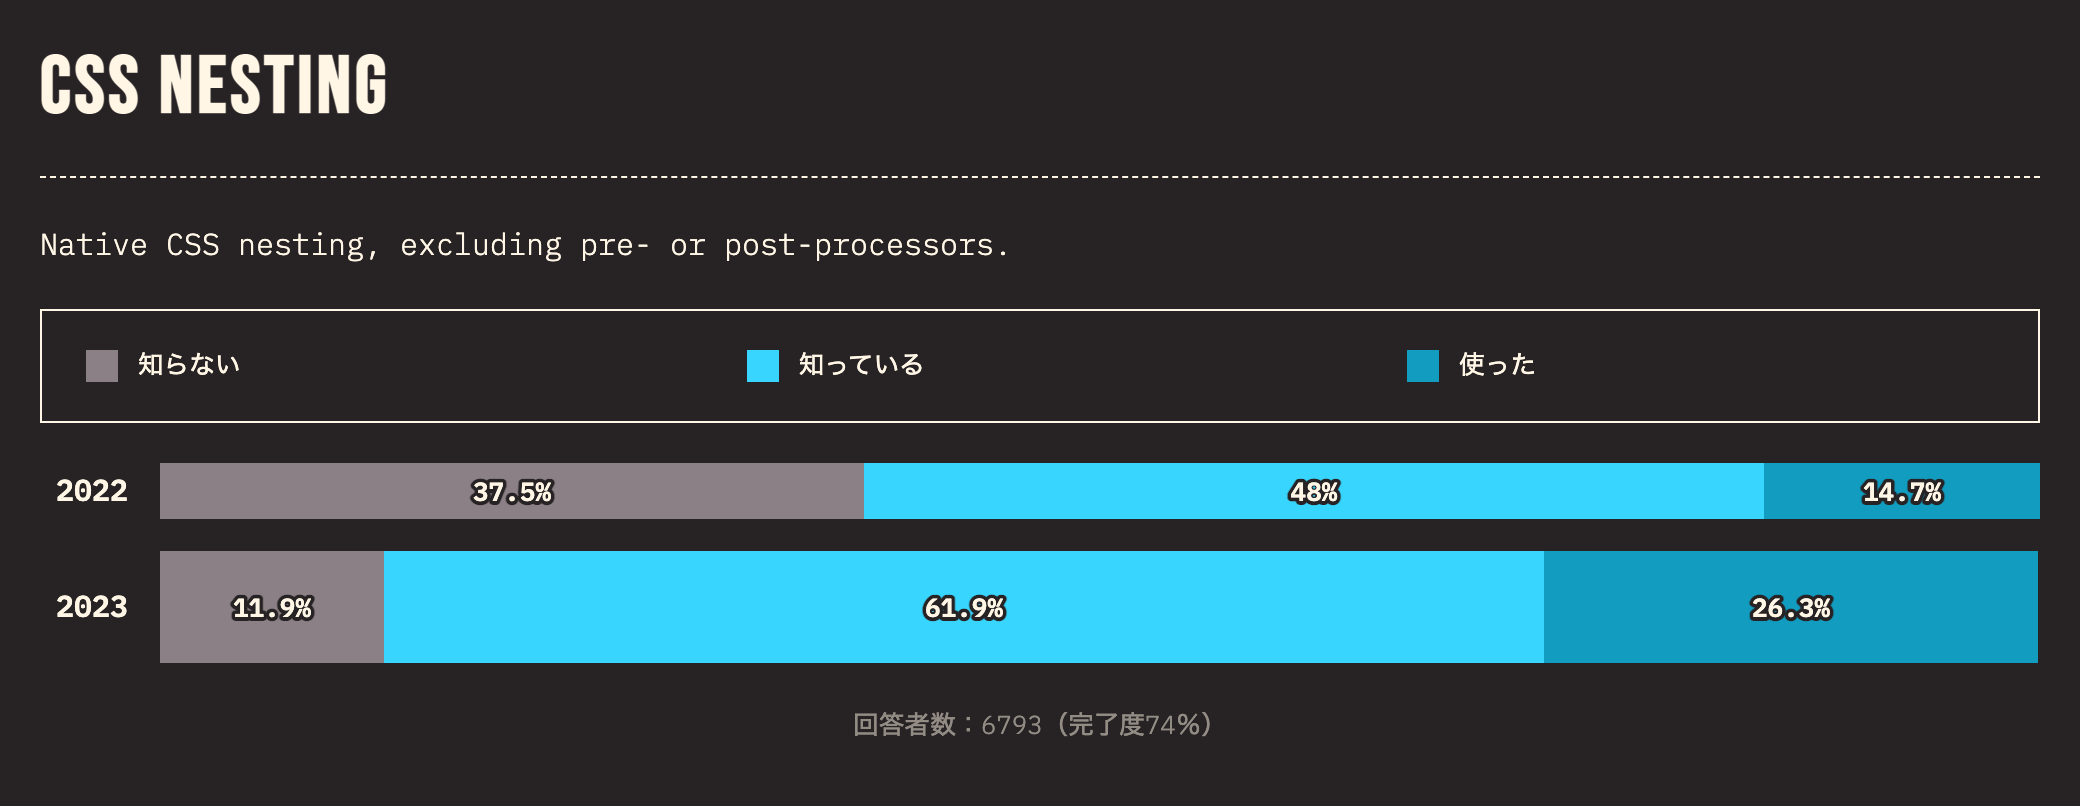 CSS NESTING
Native CSS nesting, excluding pre- or post-processors.
知らない 知っている 使った
2022 37.5% 48% 14.7%
2023 11.9% 61.9% 26.3%
回答者数：6793（完了度74%）